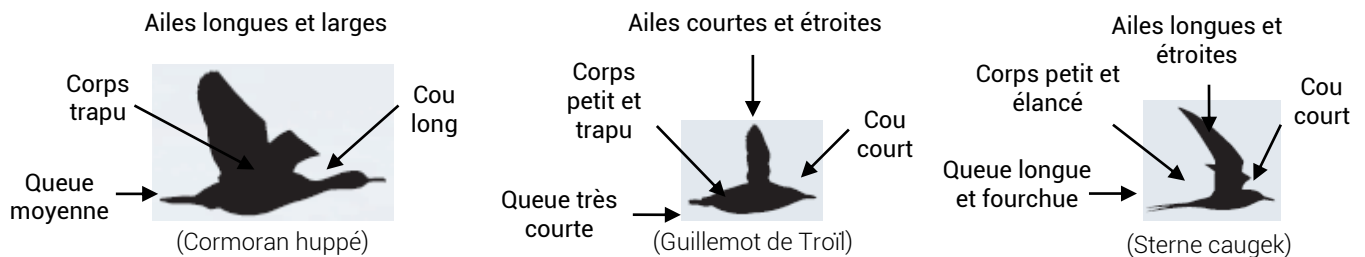 Ailes longues et larges
Corps
trapu
Cou
long
Queue
moyenne
(Cormoran huppé)
Ailes courtes et étroites
Corps
petit et
trapu
Cou
court
Queue très
courte
(Guillemot de Troïl)
Ailes longues et
étroites
Corps petit et
élancé
Cou
court
Queue longue
et fourchue
(Sterne caugek)